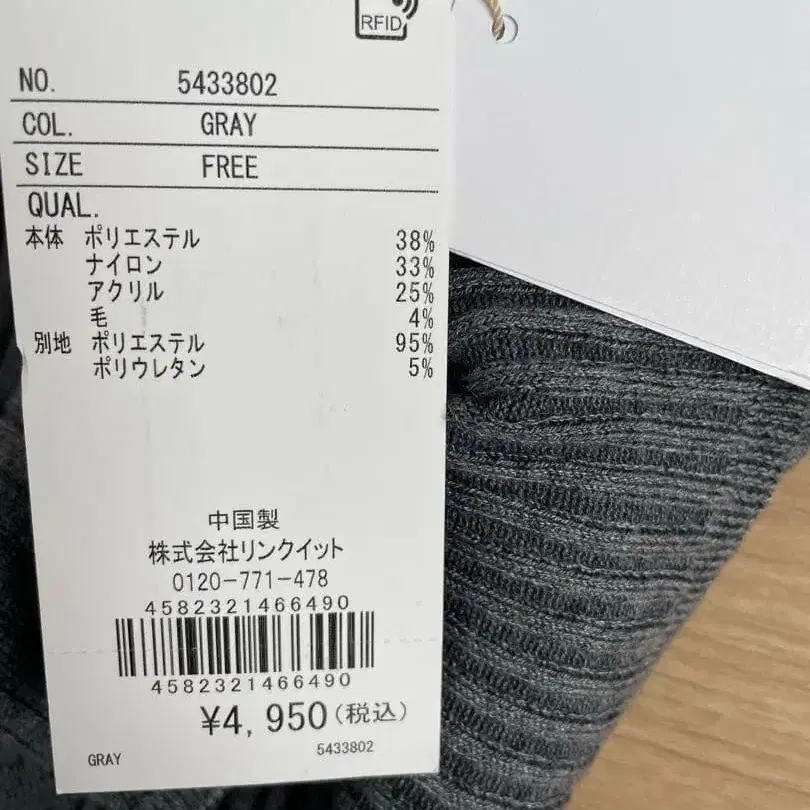 RFID
NO. 5433802
COL. GRAY
SIZE FREE
QUAL.
本体 ポリエステル 38%
ナイロン 33%
アクリル 25%
毛 4%
別地 ポリエステル 95%
ポリウレタン 5%
中国製
株式会社リンクイット
0120-771-478
4582321466490
4582321466490
¥4,950(税込)
GRAY 5433802